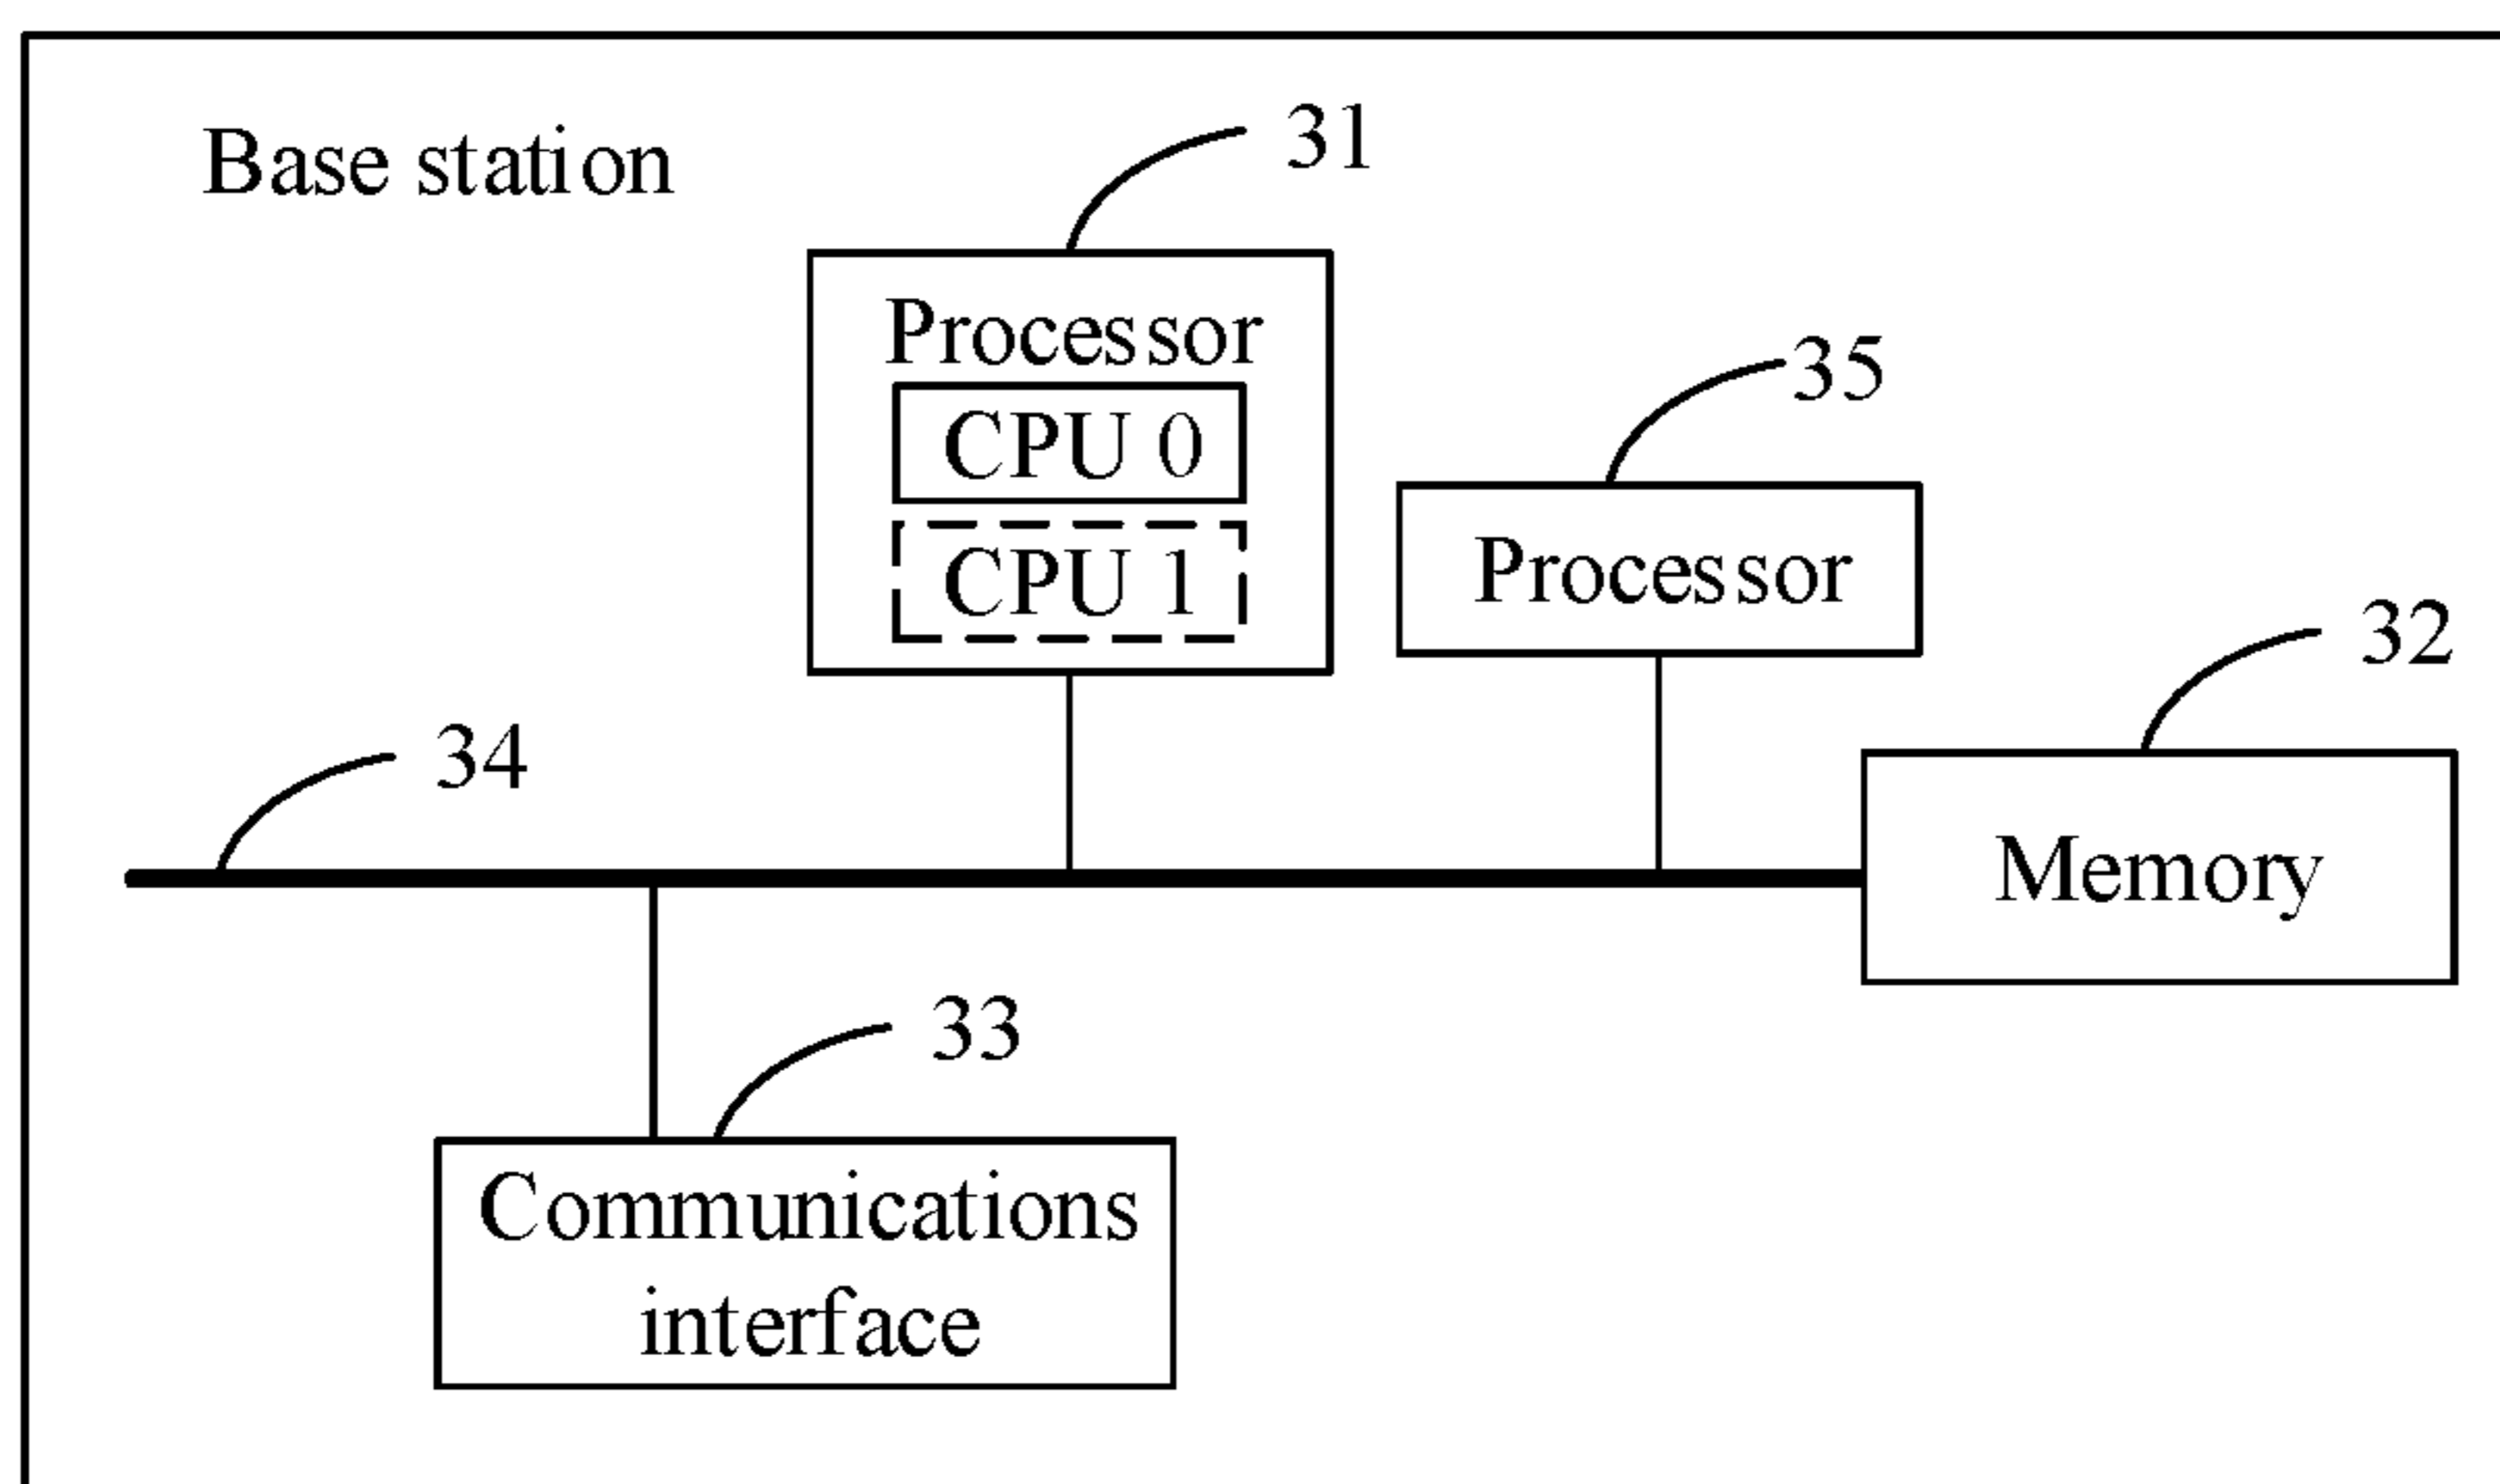 Base station
31
Processor
CPU 0
CPU 1
35
Processor
32
Memory
34
33
Communications
interface